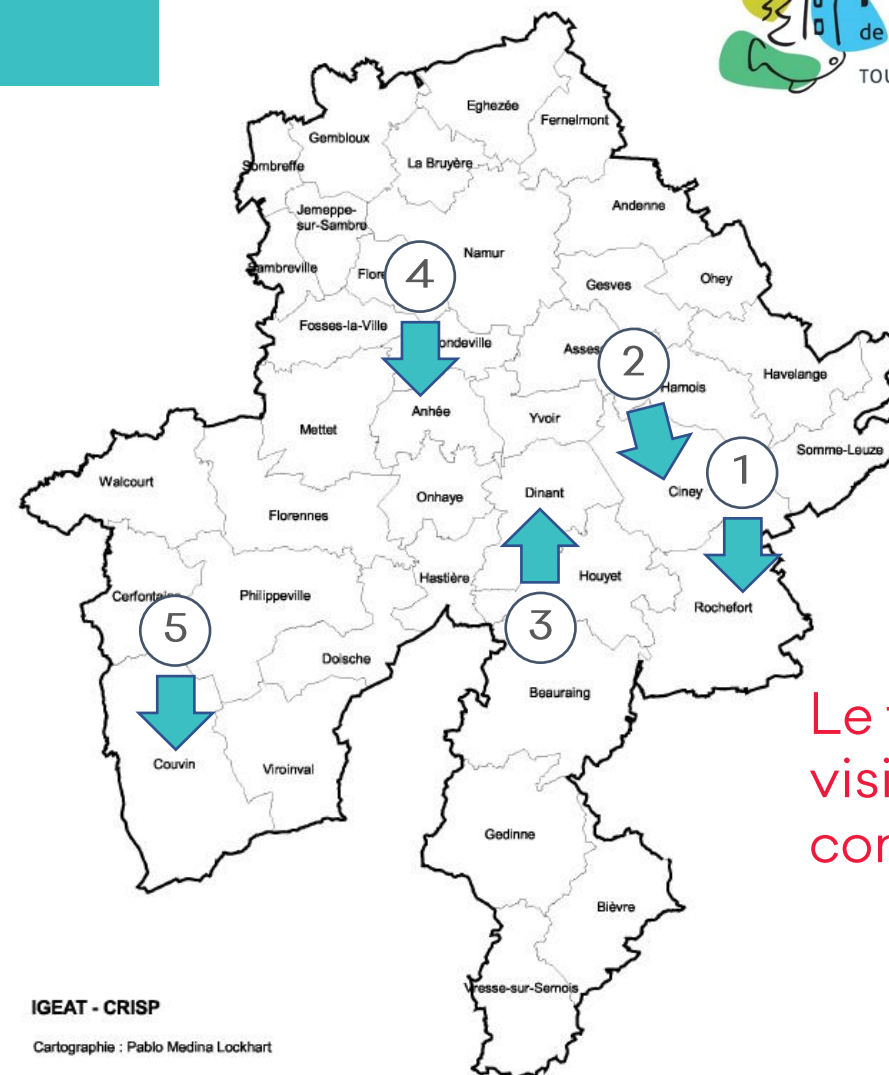 de
TOU
Eghezée
Fernelmont
Gembloux
La Bruyère
Sombreffe
Andenne
Jemeppe-
sur-Sambre
Namur
Sambreville
Flore
4
Gesves
Ohey
Fosses-la-Ville
ondeville
Asses
2
Hamois
Havelange
Anhée
Yvoir
Mettet
Somme-Leuze
1
Walcourt
Onhaye
Dinant
Ciney
Florennes
Hastière
Houyet
Cerfontaine
Philippeville
Rochefort
5
3
Doische
Beauraing
Le
visi
con
Couvin
Viroinval
Gedinne
Bièvre
Vresse-sur-Semois
IGEAT - CRISP
Cartographie : Pablo Medina Lockhart